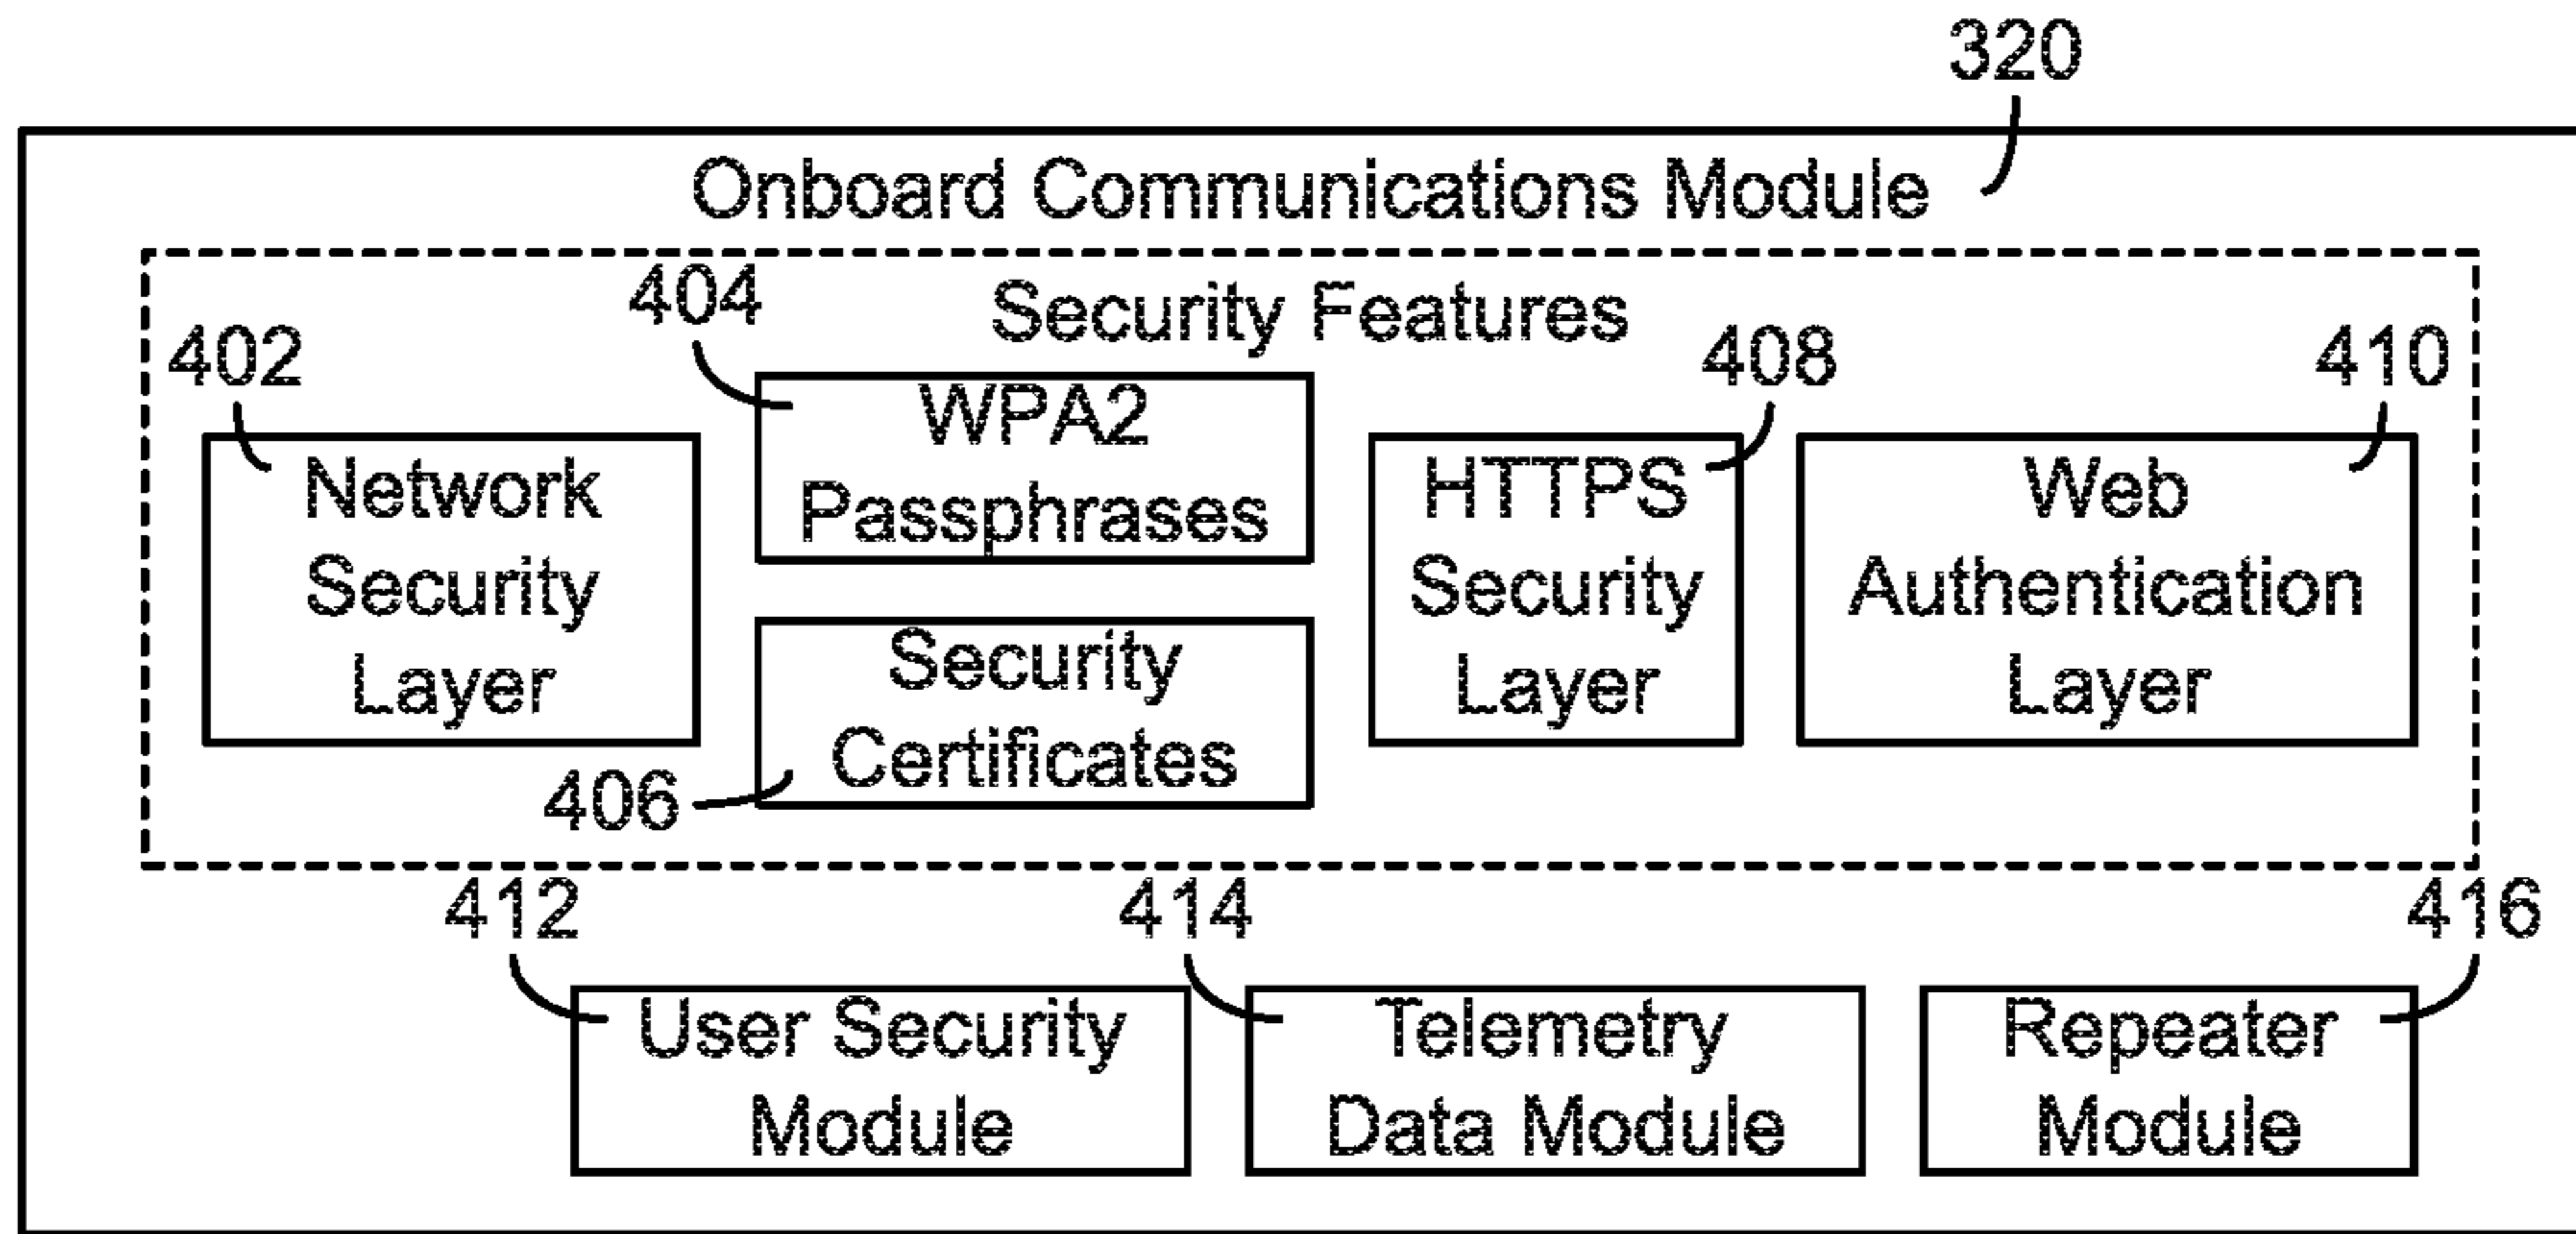 320
Onboard Communications Module
Security Features
402
Network
Security
Layer
404
WPA2
Passphrases
406
Security
Certificates
408
HTTPS
Security
Layer
410
Web
Authentication
Layer
412
User Security
Module
414
Telemetry
Data Module
416
Repeater
Module